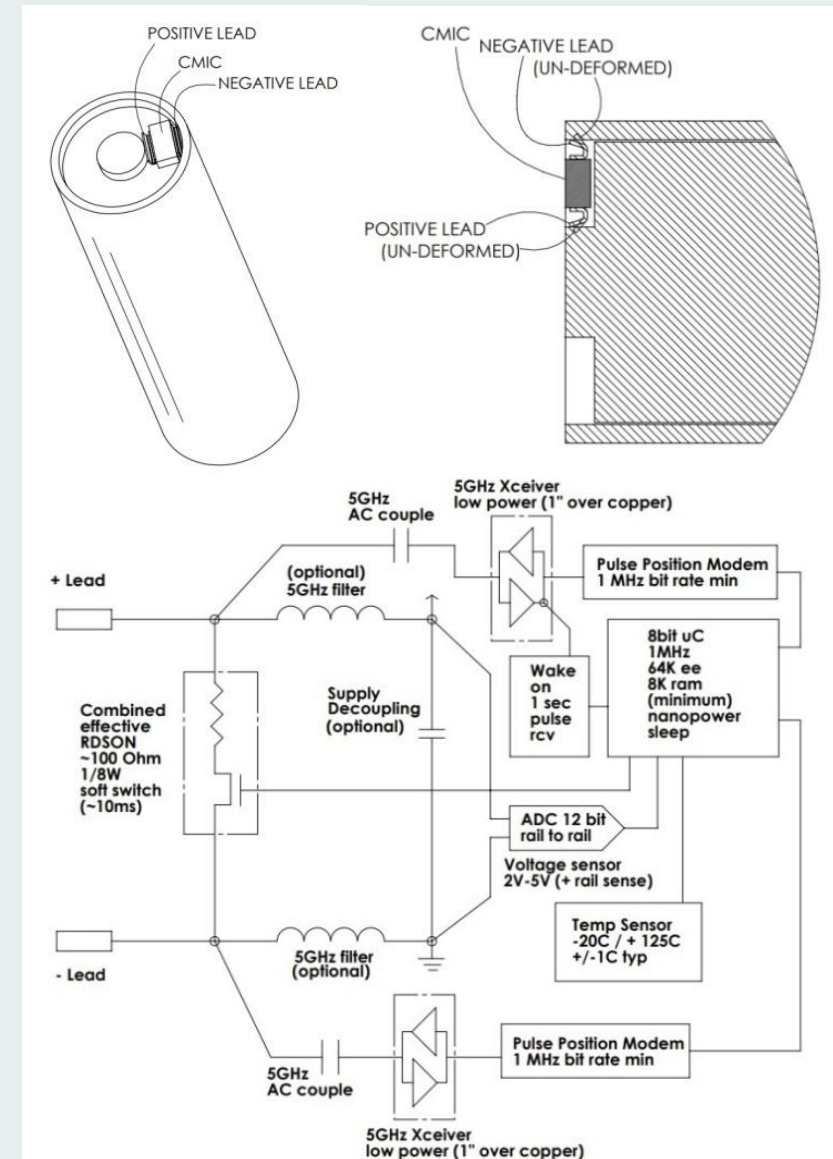 POSITIVE LEAD
CMIC
NEGATIVE LEAD
CMIC
NEGATIVE LEAD
(UN-DEFORMED)
POSITIVE LEAD
(UN-DEFORMED)
5GHz
AC couple
5GHz Xceiver
low power (1" over copper)
Pulse Position Modem
1 MHz bit rate min
+ Lead
(optional)
5GHz filter
8bit uC
1MHz
64K ee
8K ram
(minimum)
nanopower
sleep
Wake
on
1 sec
pulse
rcv
Supply
Decoupling
(optional)
Combined
effective
RDSON
~100 Ohm
1/8W
soft switch
(~10ms)
ADC 12 bit
rail to rail
Voltage sensor
2V-5V (+ rail sense)
Temp Sensor
-20C / + 125C
+/-1C typ
5GHz filter
(optional)
- Lead
Pulse Position Modem
1 MHz bit rate min
5GHz
AC couple
5GHz Xceiver
low power (1" over copper)